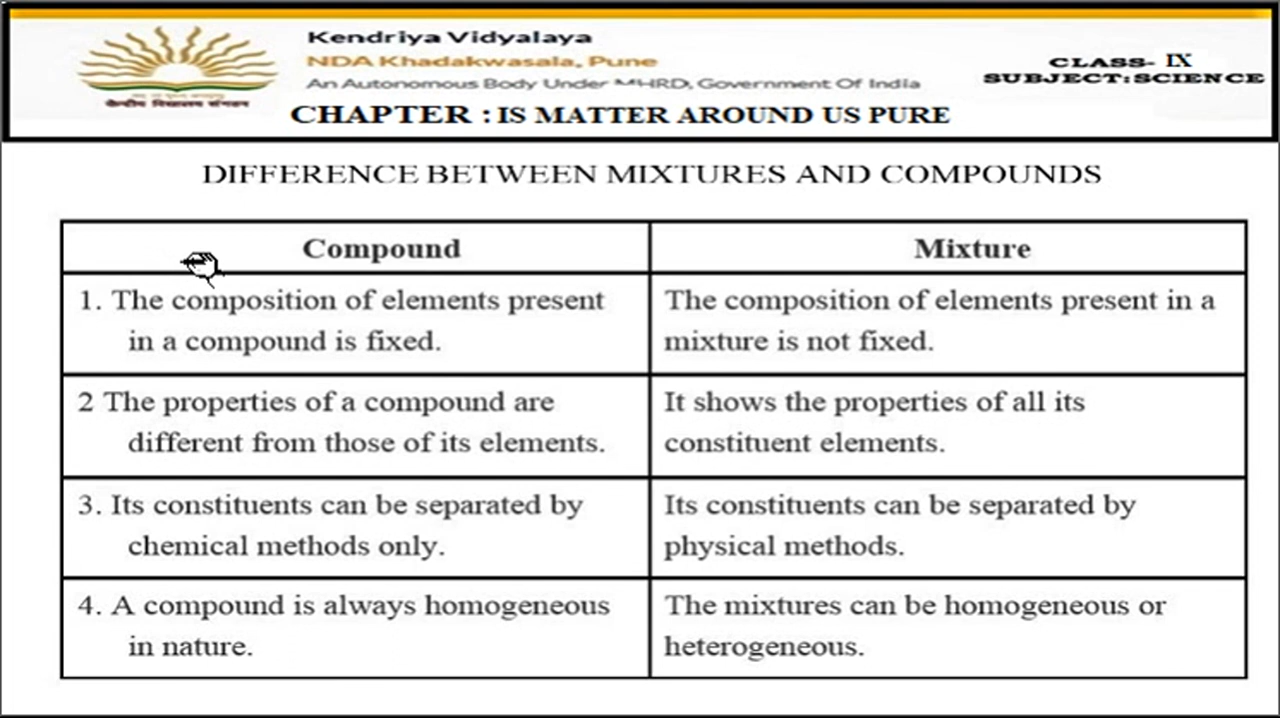 Kendriya Vidyalaya
NDA Khadakwasala, Pune
An Autonomous Body Under MHRD, Government Of India
केन्द्रीय विद्यालय संगठन
CLASS- IX
SUBJECT:SCIENCE
CHAPTER : IS MATTER AROUND US PURE
DIFFERENCE BETWEEN MIXTURES AND COMPOUNDS
Compound
Mixture
1. The composition of elements present
in a compound is fixed.
The composition of elements present in a
mixture is not fixed.
2 The properties of a compound are
different from those of its elements.
It shows the properties of all its
constituent elements.
3. Its constituents can be separated by
chemical methods only.
Its constituents can be separated by
physical methods.
4. A compound is always homogeneous
in nature.
The mixtures can be homogeneous or
heterogeneous.